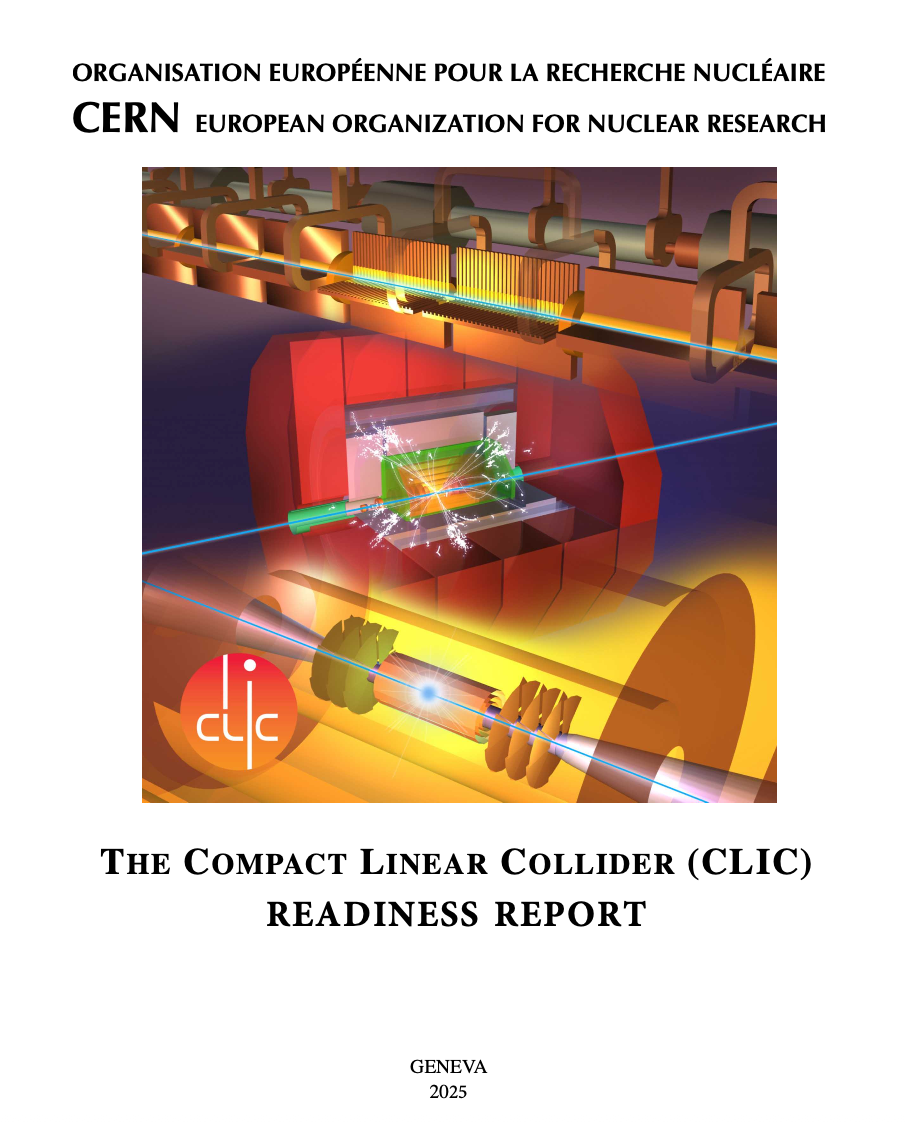 ORGANISATION EUROPÉENNE POUR LA RECHERCHE NUCLÉAIRE
CERN EUROPEAN ORGANIZATION FOR NUCLEAR RESEARCH
clic
THE COMPACT LINEAR COLLIDER (CLIC)
READINESS REPORT
GENEVA
2025